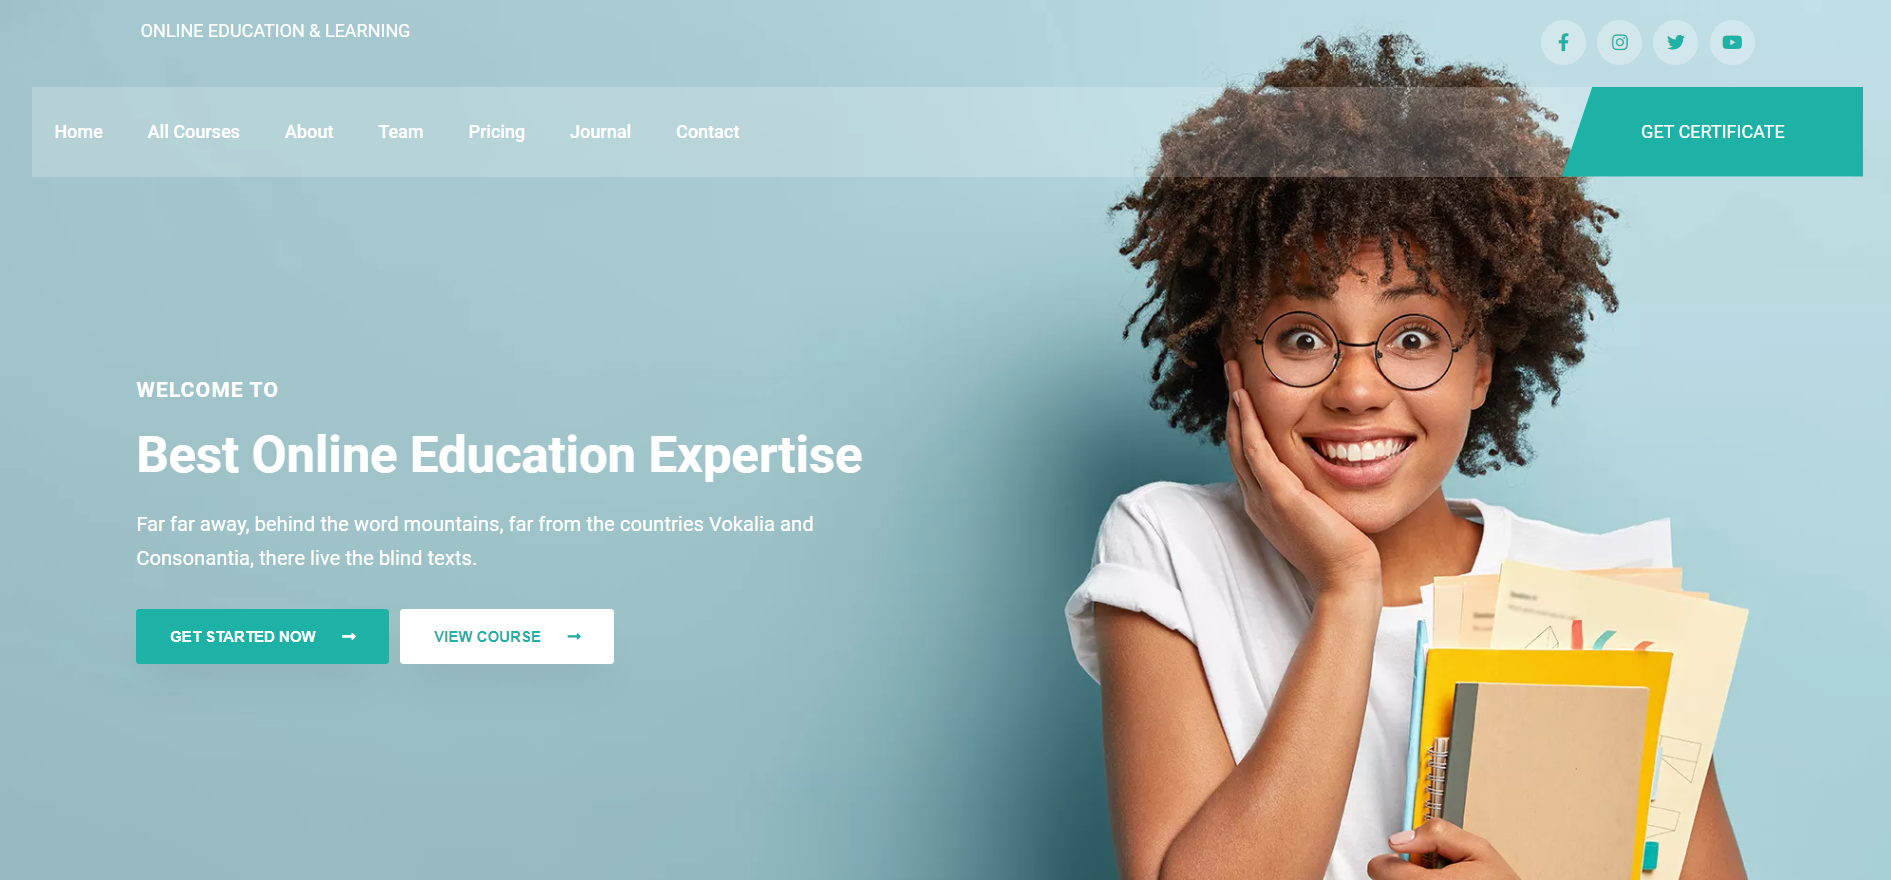 ONLINE EDUCATION & LEARNING
Home All Courses About Team Pricing Journal Contact
GET CERTIFICATE
WELCOME TO
Best Online Education Expertise
Far far away, behind the word mountains, far from the countries Vokalia and
Consonantia, there live the blind texts.
GET STARTED NOW
VIEW COURSE